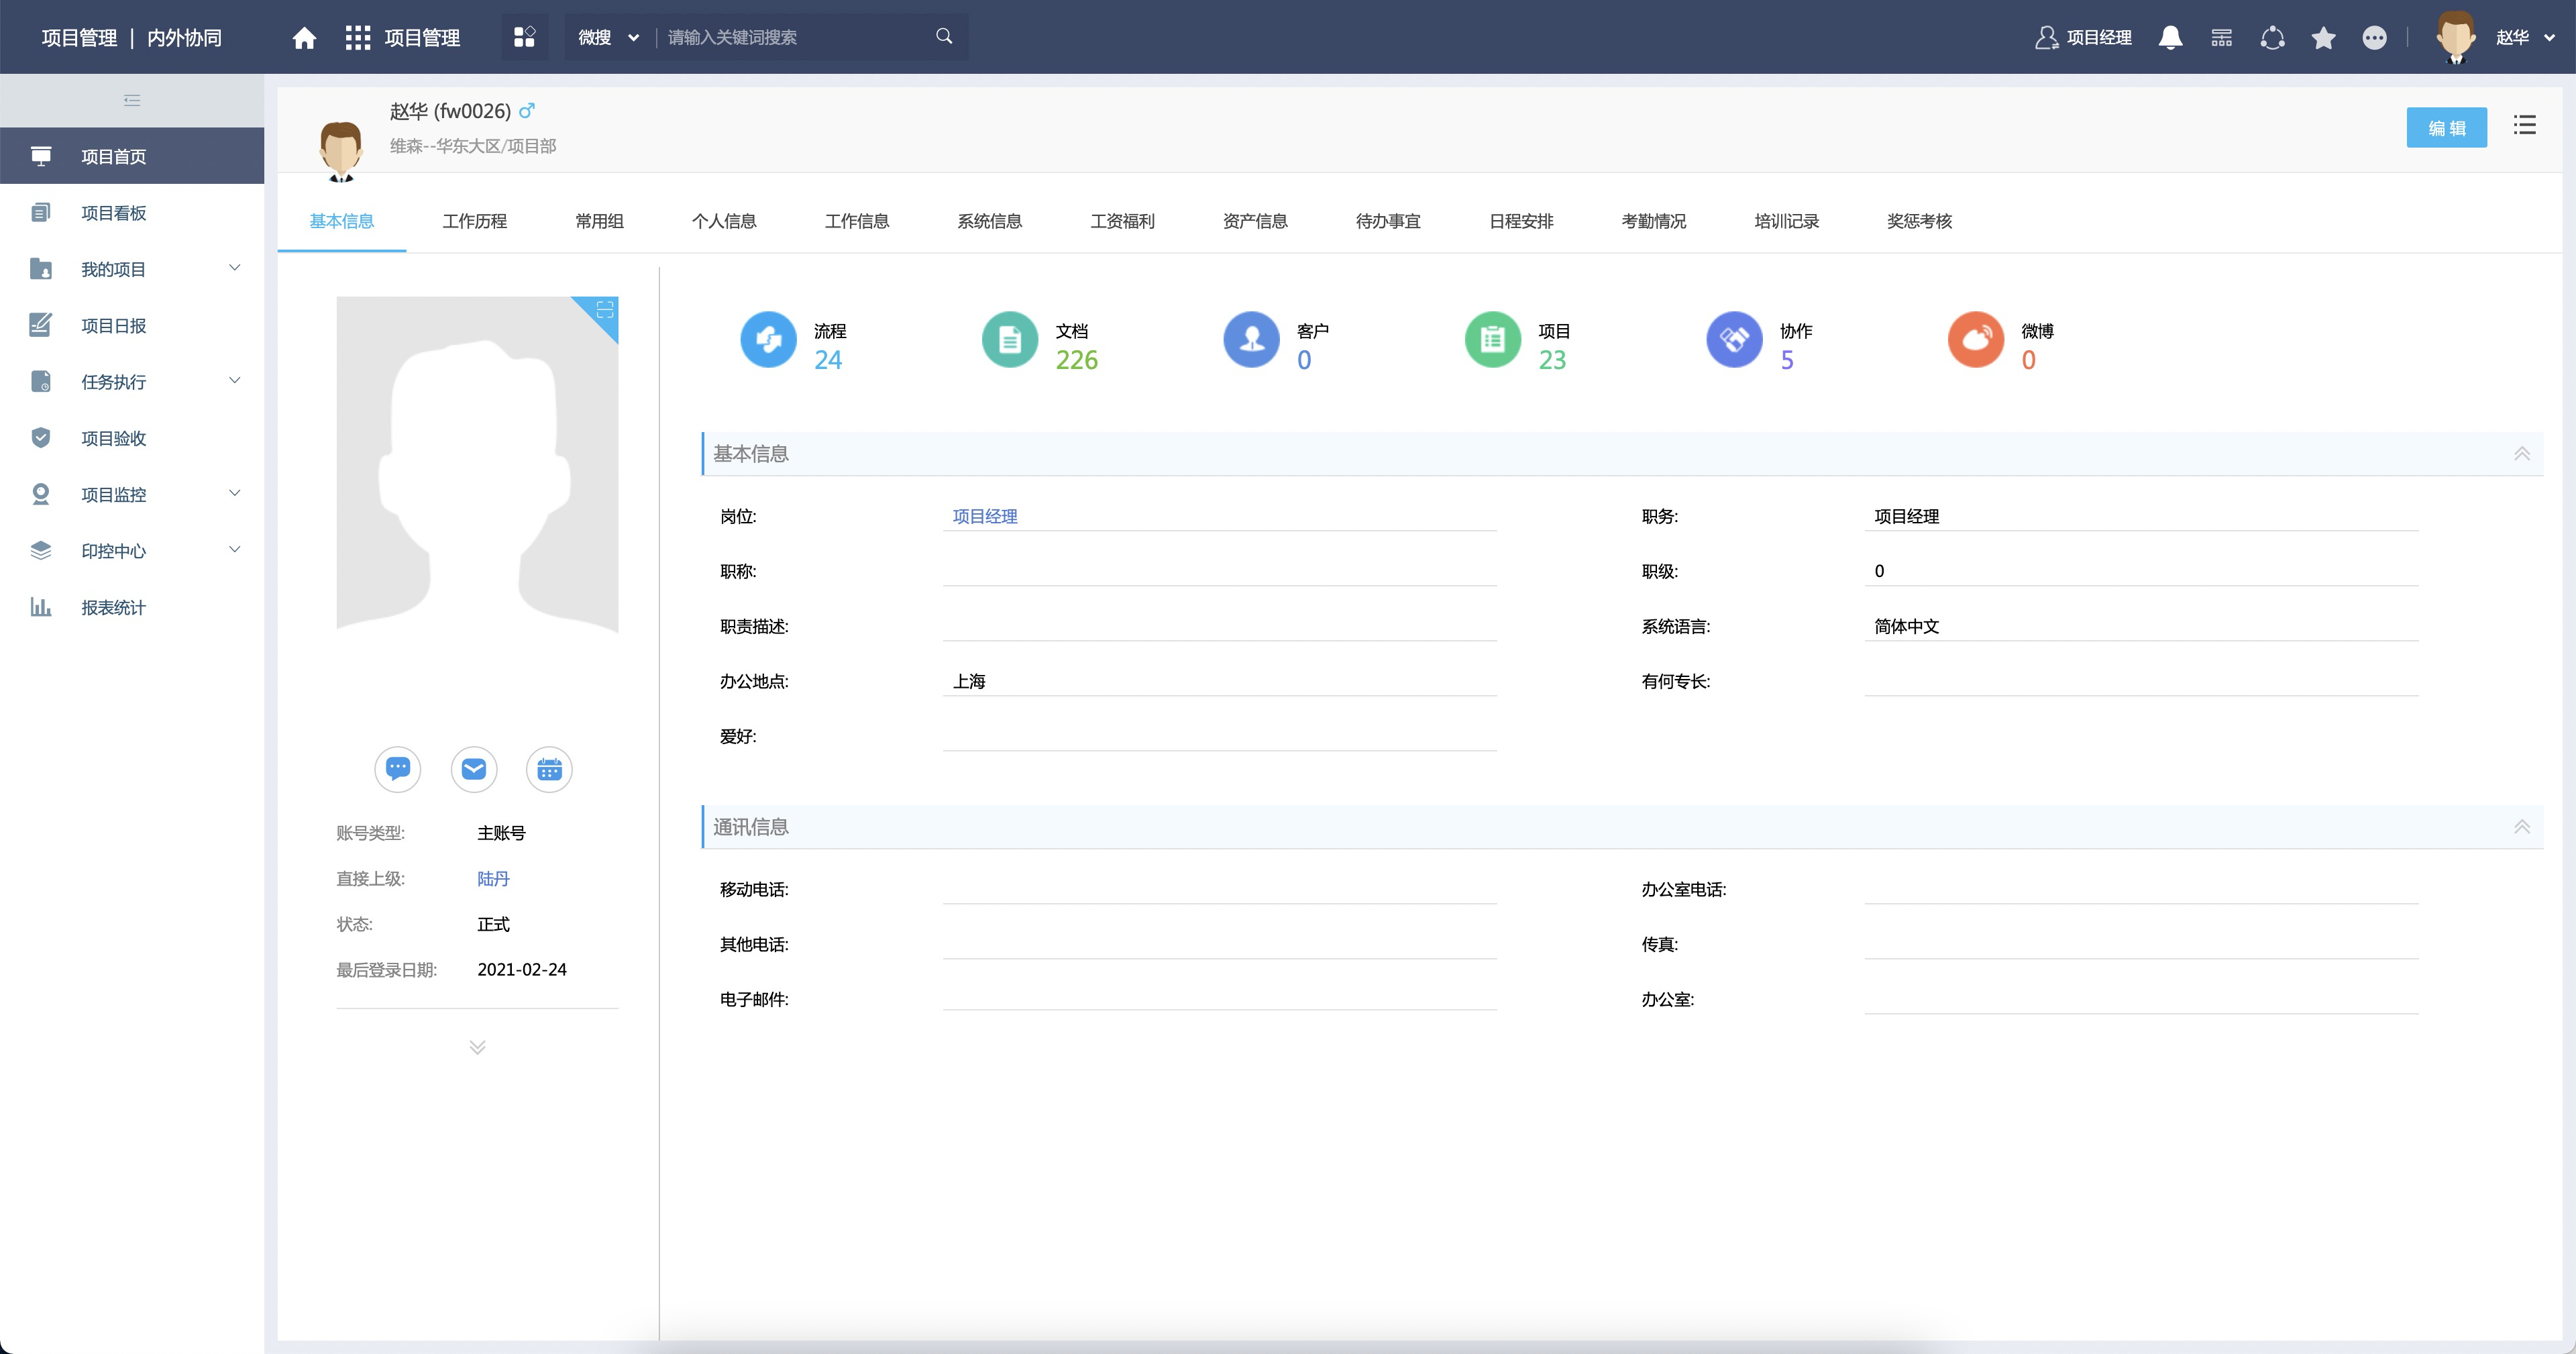 项目管理 | 内外协同
项目管理
微搜
请输入关键词搜索
项目经理
赵华
项目首页
项目看板
我的项目
项目日报
任务执行
项目验收
项目监控
印控中心
报表统计
赵华 (fw0026)
维森--华东大区/项目部
编辑
基本信息 工作历程 常用组 个人信息 工作信息 系统信息 工资福利 资产信息 待办事宜 日程安排 考勤情况 培训记录 奖惩考核
账号类型: 主账号
直接上级: 陆丹
状态: 正式
最后登录日期: 2021-02-24
流程 24
文档 226
客户 0
项目 23
协作 5
微博 0
基本信息
岗位: 项目经理 职务: 项目经理
职称: 职级: 0
职责描述: 系统语言: 简体中文
办公地点: 上海 有何专长:
爱好:
通讯信息
移动电话: 办公室电话:
其他电话: 传真:
电子邮件: 办公室: